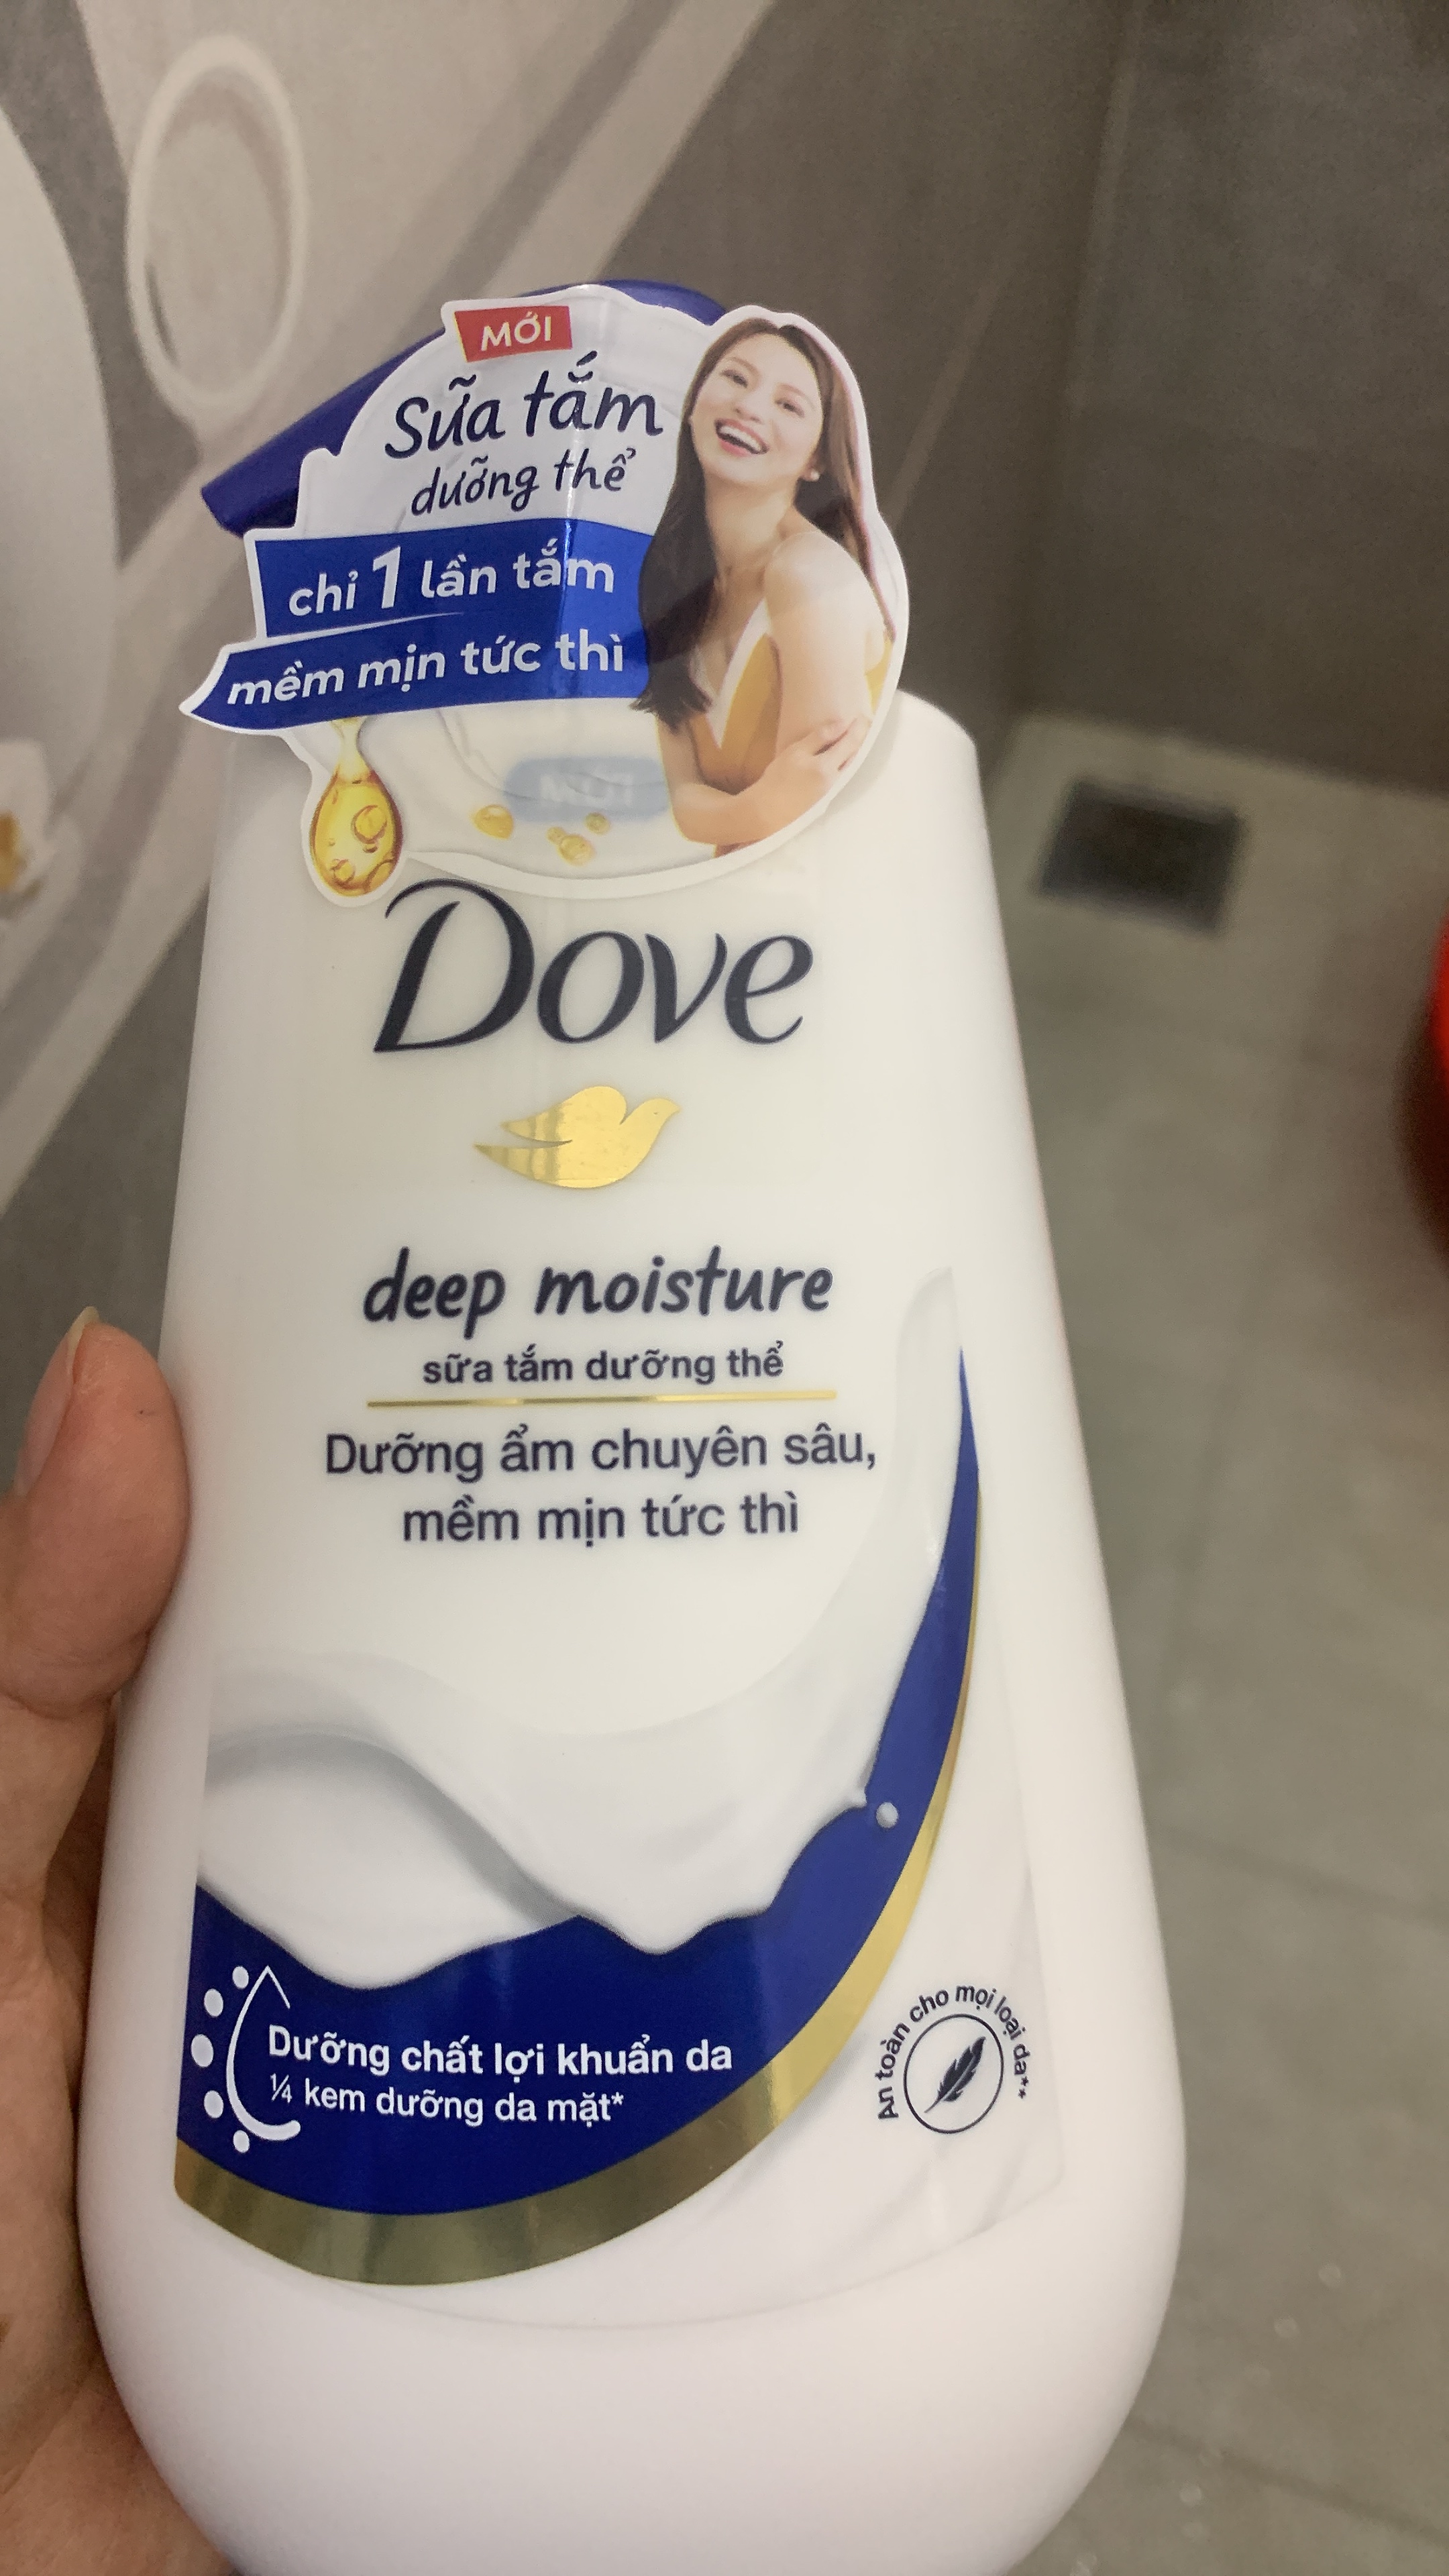 MỚI
Sữa tắm
dưỡng thể
chỉ 1 lần tắm
mềm mịn tức thì
MỚI
Dove
deep moisture
sữa tắm dưỡng thể
Dưỡng ẩm chuyên sâu,
mềm mịn tức thì
Dưỡng chất lợi khuẩn da
¼ kem dưỡng da mặt*
An toàn cho mọi loại da**